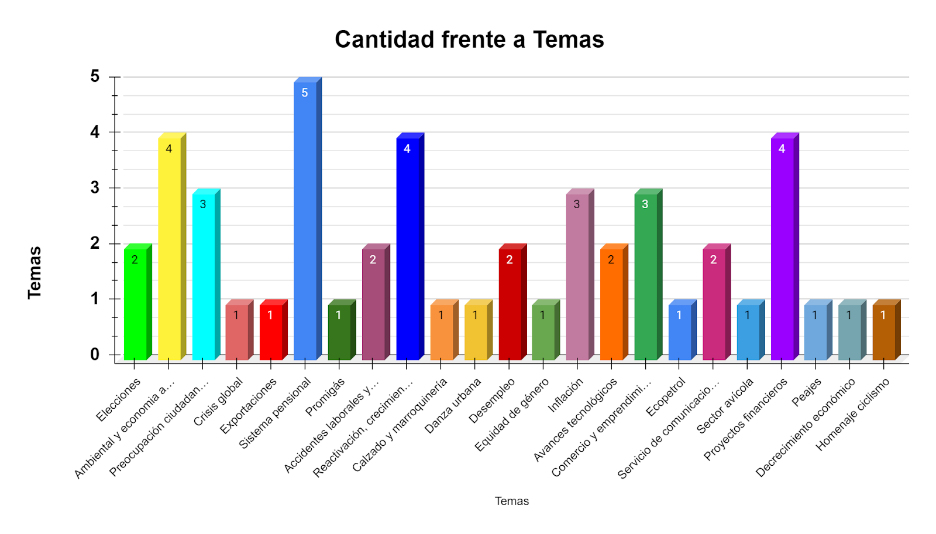 Cantidad frente a Temas
Temas
5
4
3
2
1
0
2
4
3
1
1
5
1
2
4
1
1
2
1
3
2
3
1
2
1
4
1
1
1
Elecciones
Ambiental y economia a...
Preocupación ciudadan...
Crisis global
Exportaciones
Sistema pensional
Promigás
Accidentes laborales y...
Reactivación, crecimien...
Calzado y marroquinería
Danza urbana
Desempleo
Equidad de género
Inflación
Avances tecnológicos
Comercio y emprendimi...
Ecopetrol
Servicio de comunicacio...
Sector avícola
Proyectos financieros
Peajes
Decrecimiento económico
Homenaje ciclismo
Temas